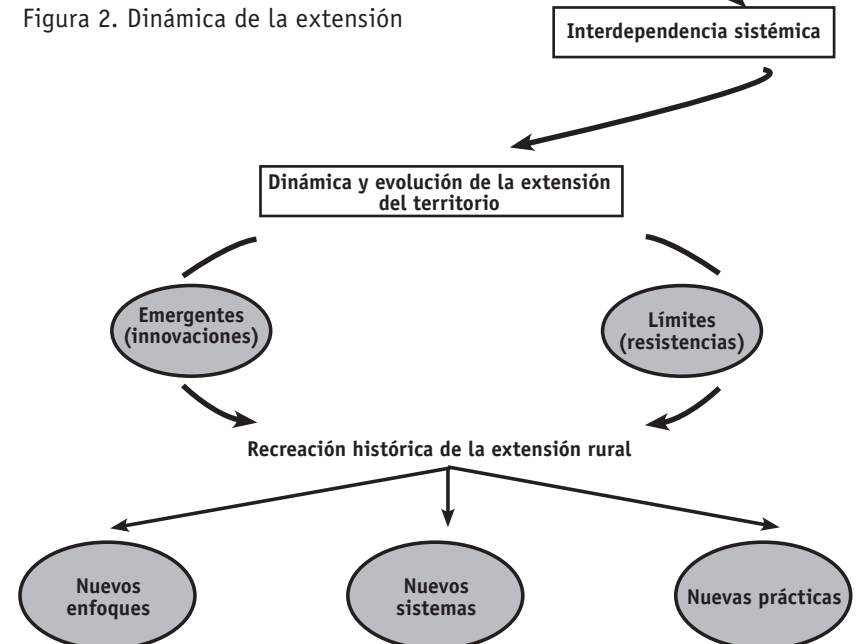 Figura 2. Dinámica de la extensión
Interdependencia sistémica
Dinámica y evolución de la extensión
del territorio
Emergentes
(innovaciones)
Límites
(resistencias)
Recreación histórica de la extensión rural
Nuevos
enfoques
Nuevos
sistemas
Nuevas prácticas